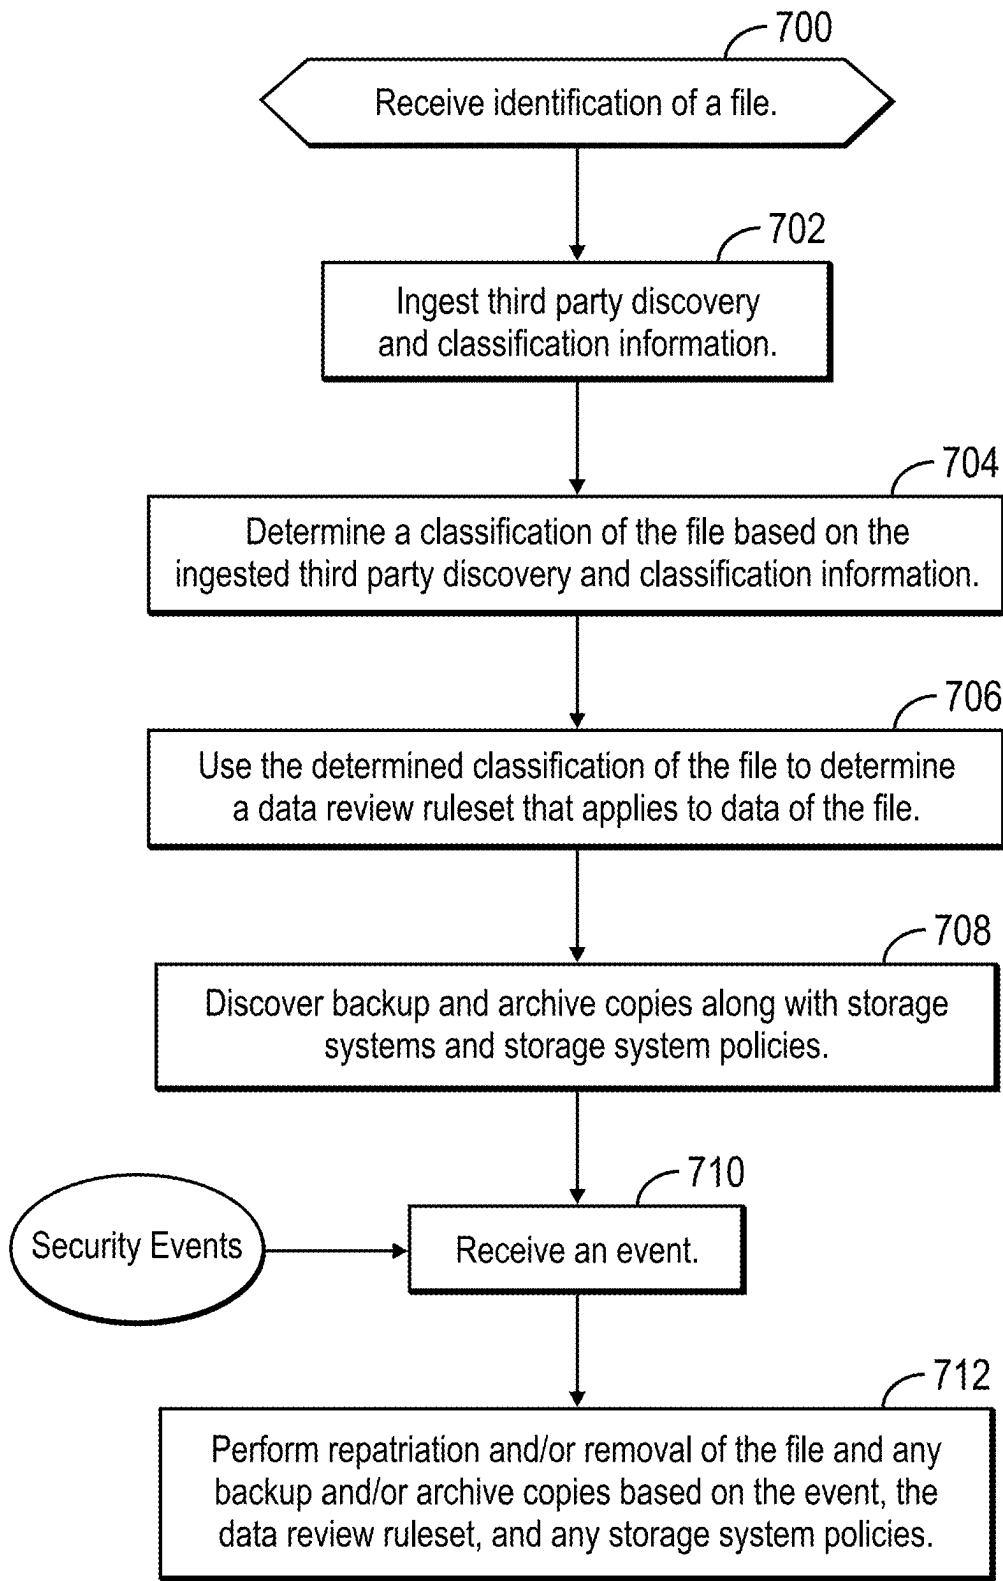 700
Receive identification of a file.
702
Ingest third party discovery
and classification information.
704
Determine a classification of the file based on the
ingested third party discovery and classification information.
706
Use the determined classification of the file to determine
a data review ruleset that applies to data of the file.
708
Discover backup and archive copies along with storage
systems and storage system policies.
710
Security Events
Receive an event.
712
Perform repatriation and/or removal of the file and any
backup and/or archive copies based on the event, the
data review ruleset, and any storage system policies.